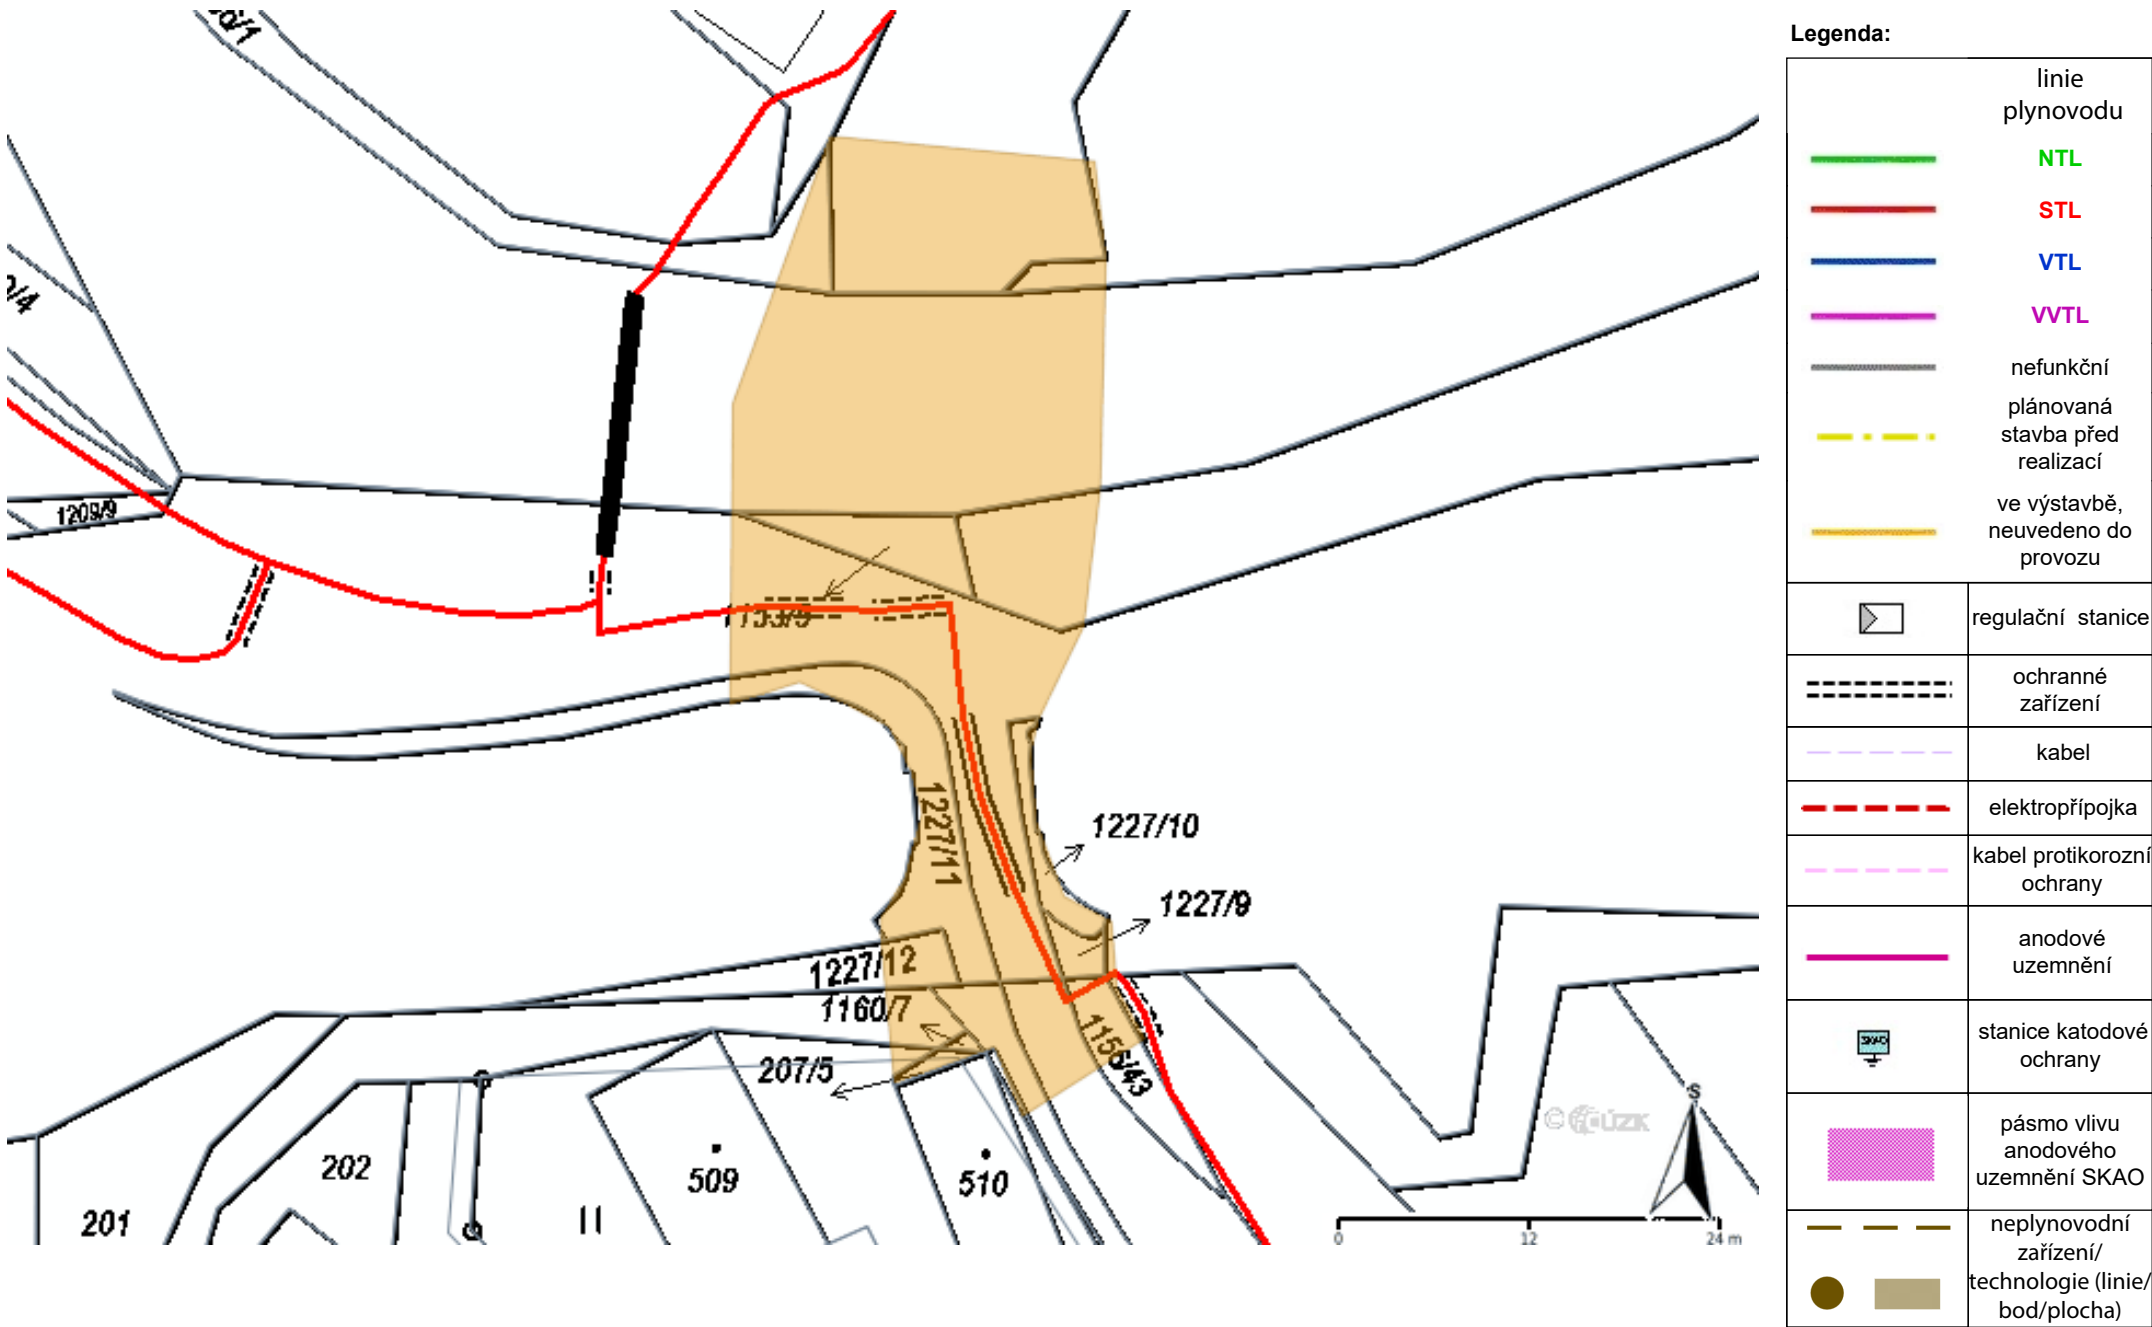 Legenda:
linie
plynovodu
NTL
STL
VTL
VVTL
nefunkční
plánovaná
stavba před
realizací
ve výstavbě,
neuvedeno do
provozu
regulační stanice
ochranné
zařízení
kabel
elektropřípojka
kabel protikorozní
ochrany
anodové
uzemnění
SKAO
stanice katodové
ochrany
pásmo vlivu
anodového
uzemnění SKAO
neplynovodní
zařízení/
technologie (linie/
bod/plocha)
1209/9
1227/11
1227/10
1227/9
1227/12
1160/7
207/5
1156/43
202
509
510
201
S
© ČÚZK
0 12 24 m